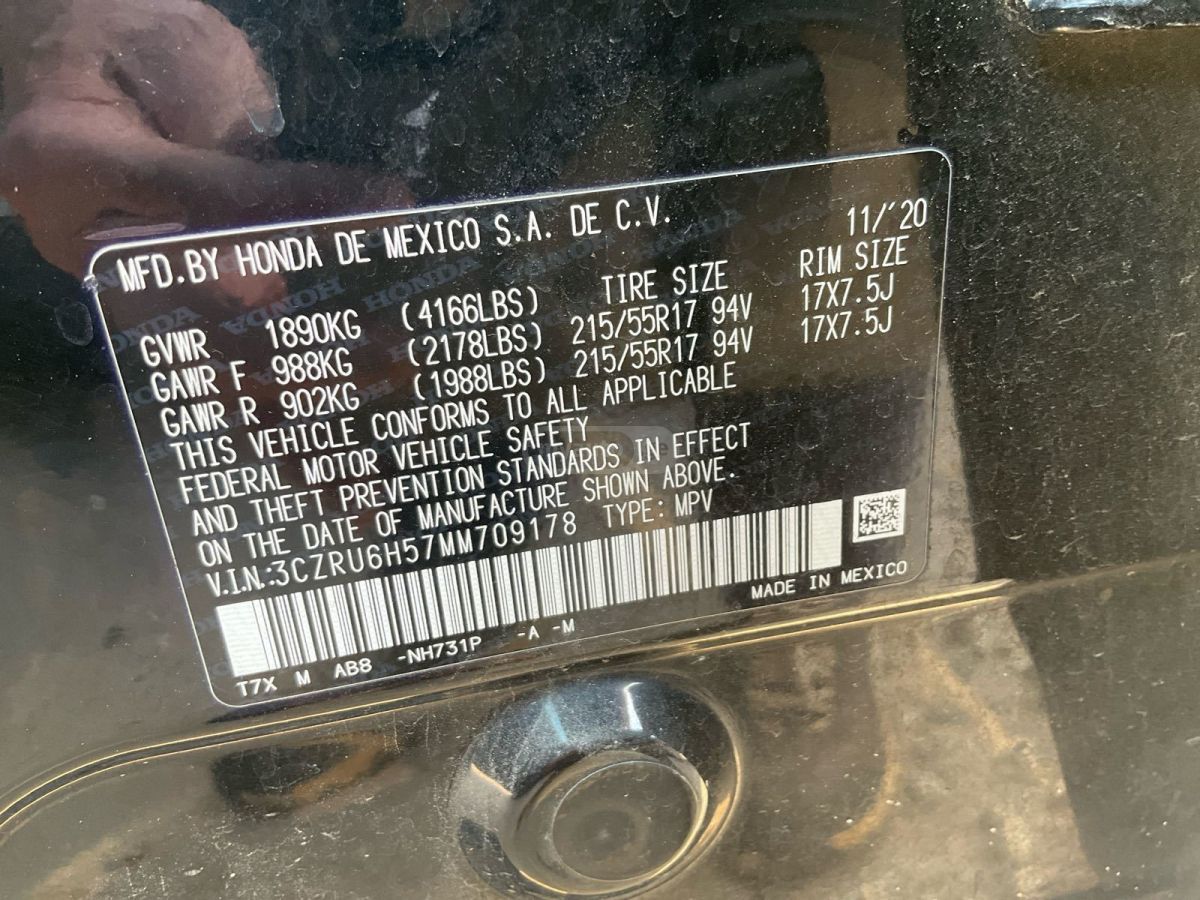 MFD.BY HONDA DE MEXICO S.A. DE C.V. 11/'20
TIRE SIZE RIM SIZE
GVWR 1890KG (4166LBS)
GAWR F 988KG (2178LBS) 215/55R17 94V 17X7.5J
GAWR R 902KG (1988LBS) 215/55R17 94V 17X7.5J
THIS VEHICLE CONFORMS TO ALL APPLICABLE
FEDERAL MOTOR VEHICLE SAFETY
AND THEFT PREVENTION STANDARDS IN EFFECT
ON THE DATE OF MANUFACTURE SHOWN ABOVE.
V.I.N.:3CZRU6H57MM709178 TYPE: MPV
MADE IN MEXICO
T7X M AB8 -NH731P -A -M